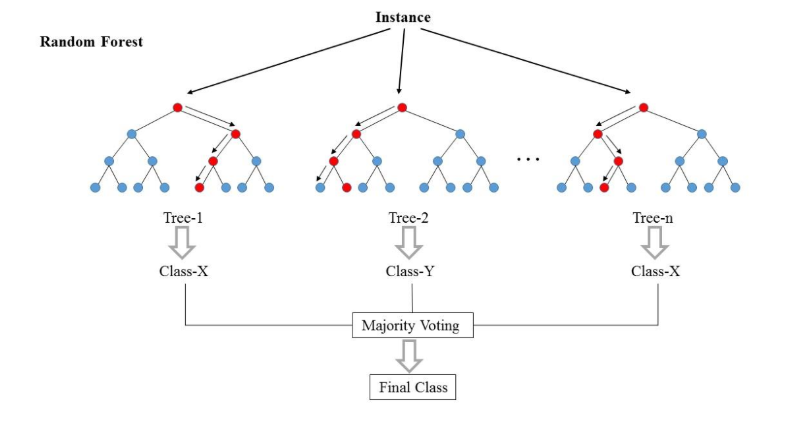 Instance
Random Forest
...
Tree-1
Tree-2
Tree-n
Class-X
Class-Y
Class-X
Majority Voting
Final Class